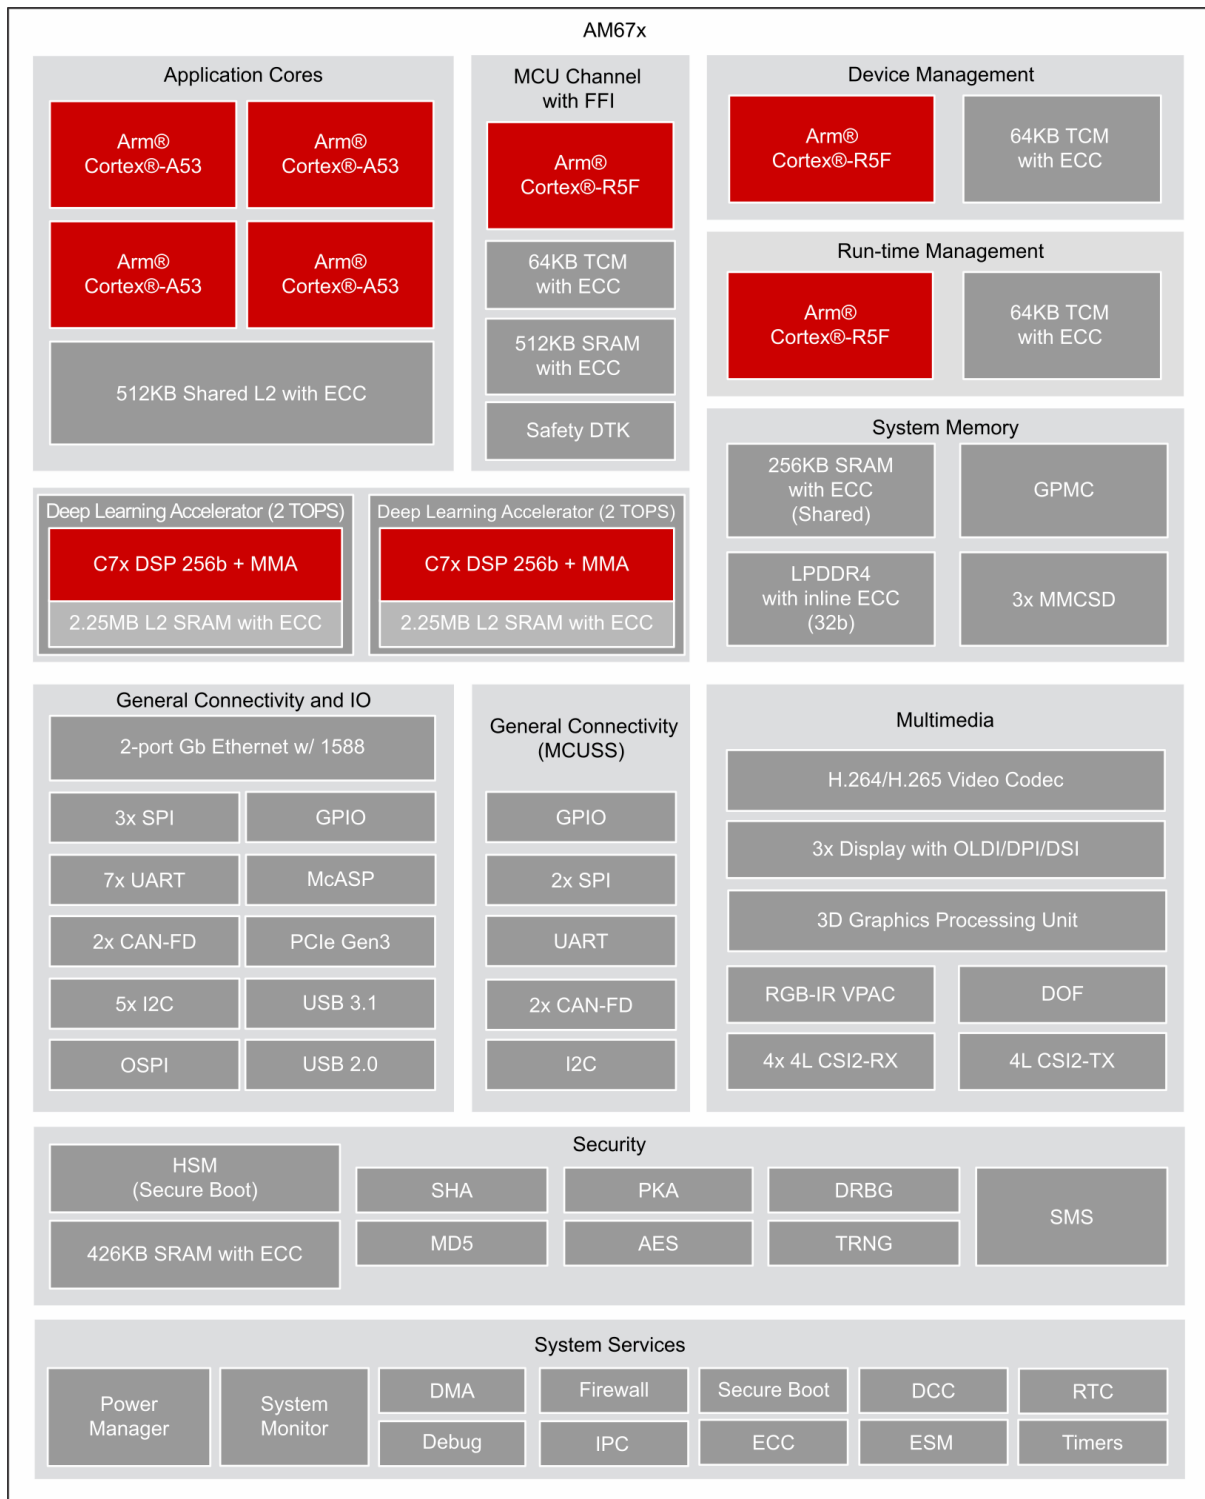 AM67x
Application Cores
Arm®
Cortex®-A53
Arm®
Cortex®-A53
Arm®
Cortex®-A53
Arm®
Cortex®-A53
512KB Shared L2 with ECC
MCU Channel
with FFI
Arm®
Cortex®-R5F
64KB TCM
with ECC
512KB SRAM
with ECC
Safety DTK
Device Management
Arm®
Cortex®-R5F
64KB TCM
with ECC
Run-time Management
Arm®
Cortex®-R5F
64KB TCM
with ECC
System Memory
256KB SRAM
with ECC
(Shared)
GPMC
LPDDR4
with inline ECC
(32b)
3x MMCSD
Deep Learning Accelerator (2 TOPS)
C7x DSP 256b + MMA
2.25MB L2 SRAM with ECC
Deep Learning Accelerator (2 TOPS)
C7x DSP 256b + MMA
2.25MB L2 SRAM with ECC
General Connectivity and IO
2-port Gb Ethernet w/ 1588
3x SPI
GPIO
7x UART
McASP
2x CAN-FD
PCIe Gen3
5x I2C
USB 3.1
OSPI
USB 2.0
General Connectivity
(MCUSS)
GPIO
2x SPI
UART
2x CAN-FD
I2C
Multimedia
H.264/H.265 Video Codec
3x Display with OLDI/DPI/DSI
3D Graphics Processing Unit
RGB-IR VPAC
DOF
4x 4L CSI2-RX
4L CSI2-TX
Security
HSM
(Secure Boot)
426KB SRAM with ECC
SHA
PKA
DRBG
MD5
AES
TRNG
SMS
System Services
Power
Manager
System
Monitor
DMA
Firewall
Secure Boot
DCC
RTC
Debug
IPC
ECC
ESM
Timers